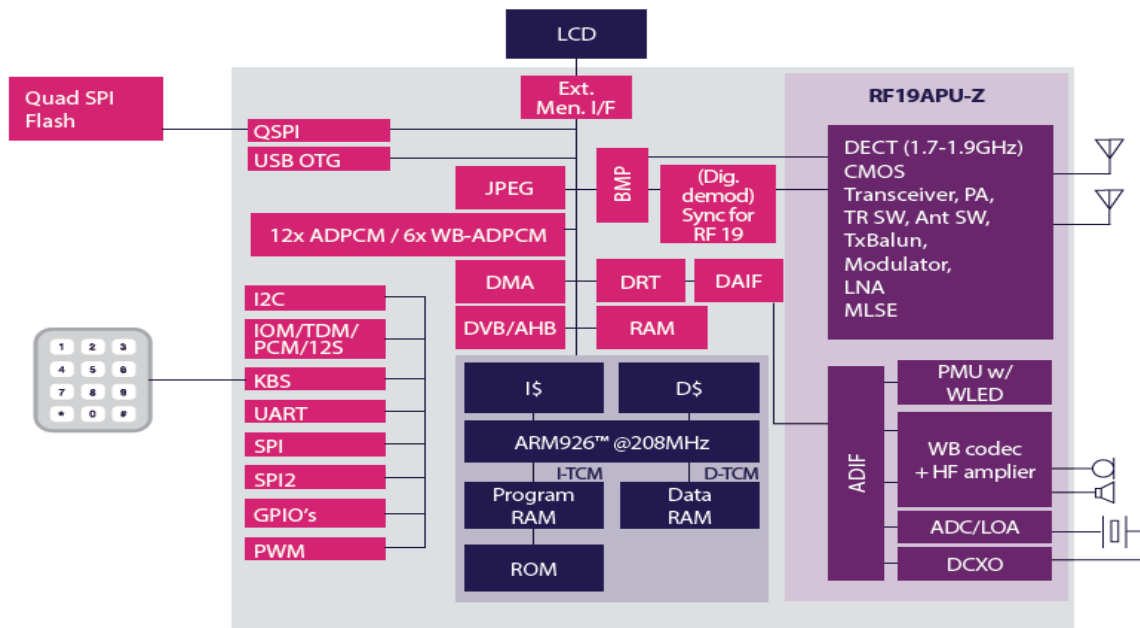 LCD
Quad SPI
Flash
Ext.
Men. I/F
RF19APU-Z
QSPI
USB OTG
JPEG
BMP
(Dig.
demod)
Sync for
RF 19
DECT (1.7-1.9GHz)
CMOS
Transceiver, PA,
TR SW, Ant SW,
TxBalun,
Modulator,
LNA
MLSE
12x ADPCM / 6x WB-ADPCM
DMA
DRT
DAIF
DVB/AHB
RAM
I2C
IOM/TDM/
PCM/12S
KBS
UART
SPI
SPI2
GPIO's
PWM
1 2 3
4 5 6
7 8 9
* 0 #
I$
D$
ARM926™ @208MHz
I-TCM
D-TCM
Program
RAM
Data
RAM
ROM
ADIF
PMU w/
WLED
WB codec
+ HF amplier
ADC/LOA
DCXO